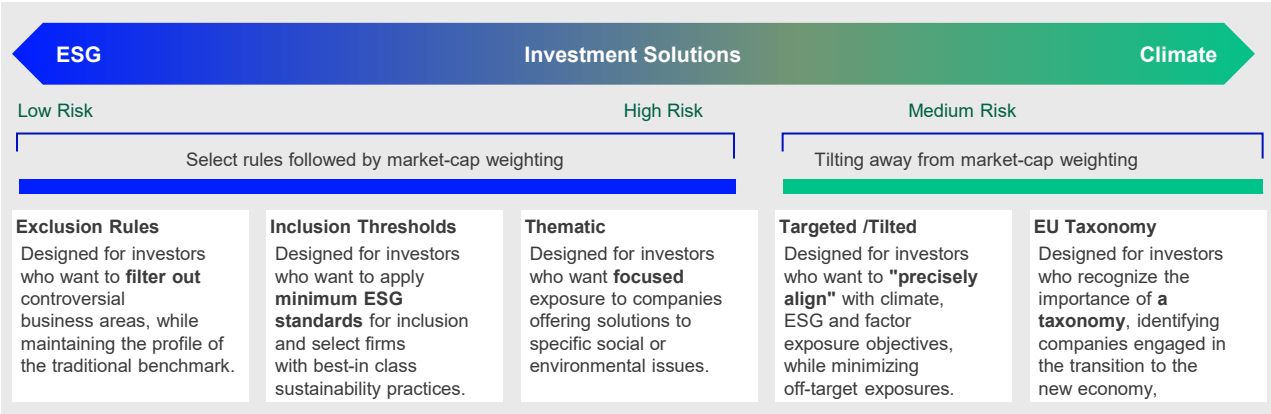 ESG Investment Solutions Climate
Low Risk High Risk Medium Risk
Select rules followed by market-cap weighting
Tilting away from market-cap weighting
Exclusion Rules
Designed for investors
who want to filter out
controversial
business areas, while
maintaining the profile of
the traditional benchmark.
Inclusion Thresholds
Designed for investors
who want to apply
minimum ESG
standards for inclusion
and select firms
with best-in class
sustainability practices.
Thematic
Designed for investors
who want focused
exposure to companies
offering solutions to
specific social or
environmental issues.
Targeted /Tilted
Designed for investors
who want to "precisely
align" with climate,
ESG and factor
exposure objectives,
while minimizing
off-target exposures.
EU Taxonomy
Designed for investors
who recognize the
importance of a
taxonomy, identifying
companies engaged in
the transition to the
new economy,